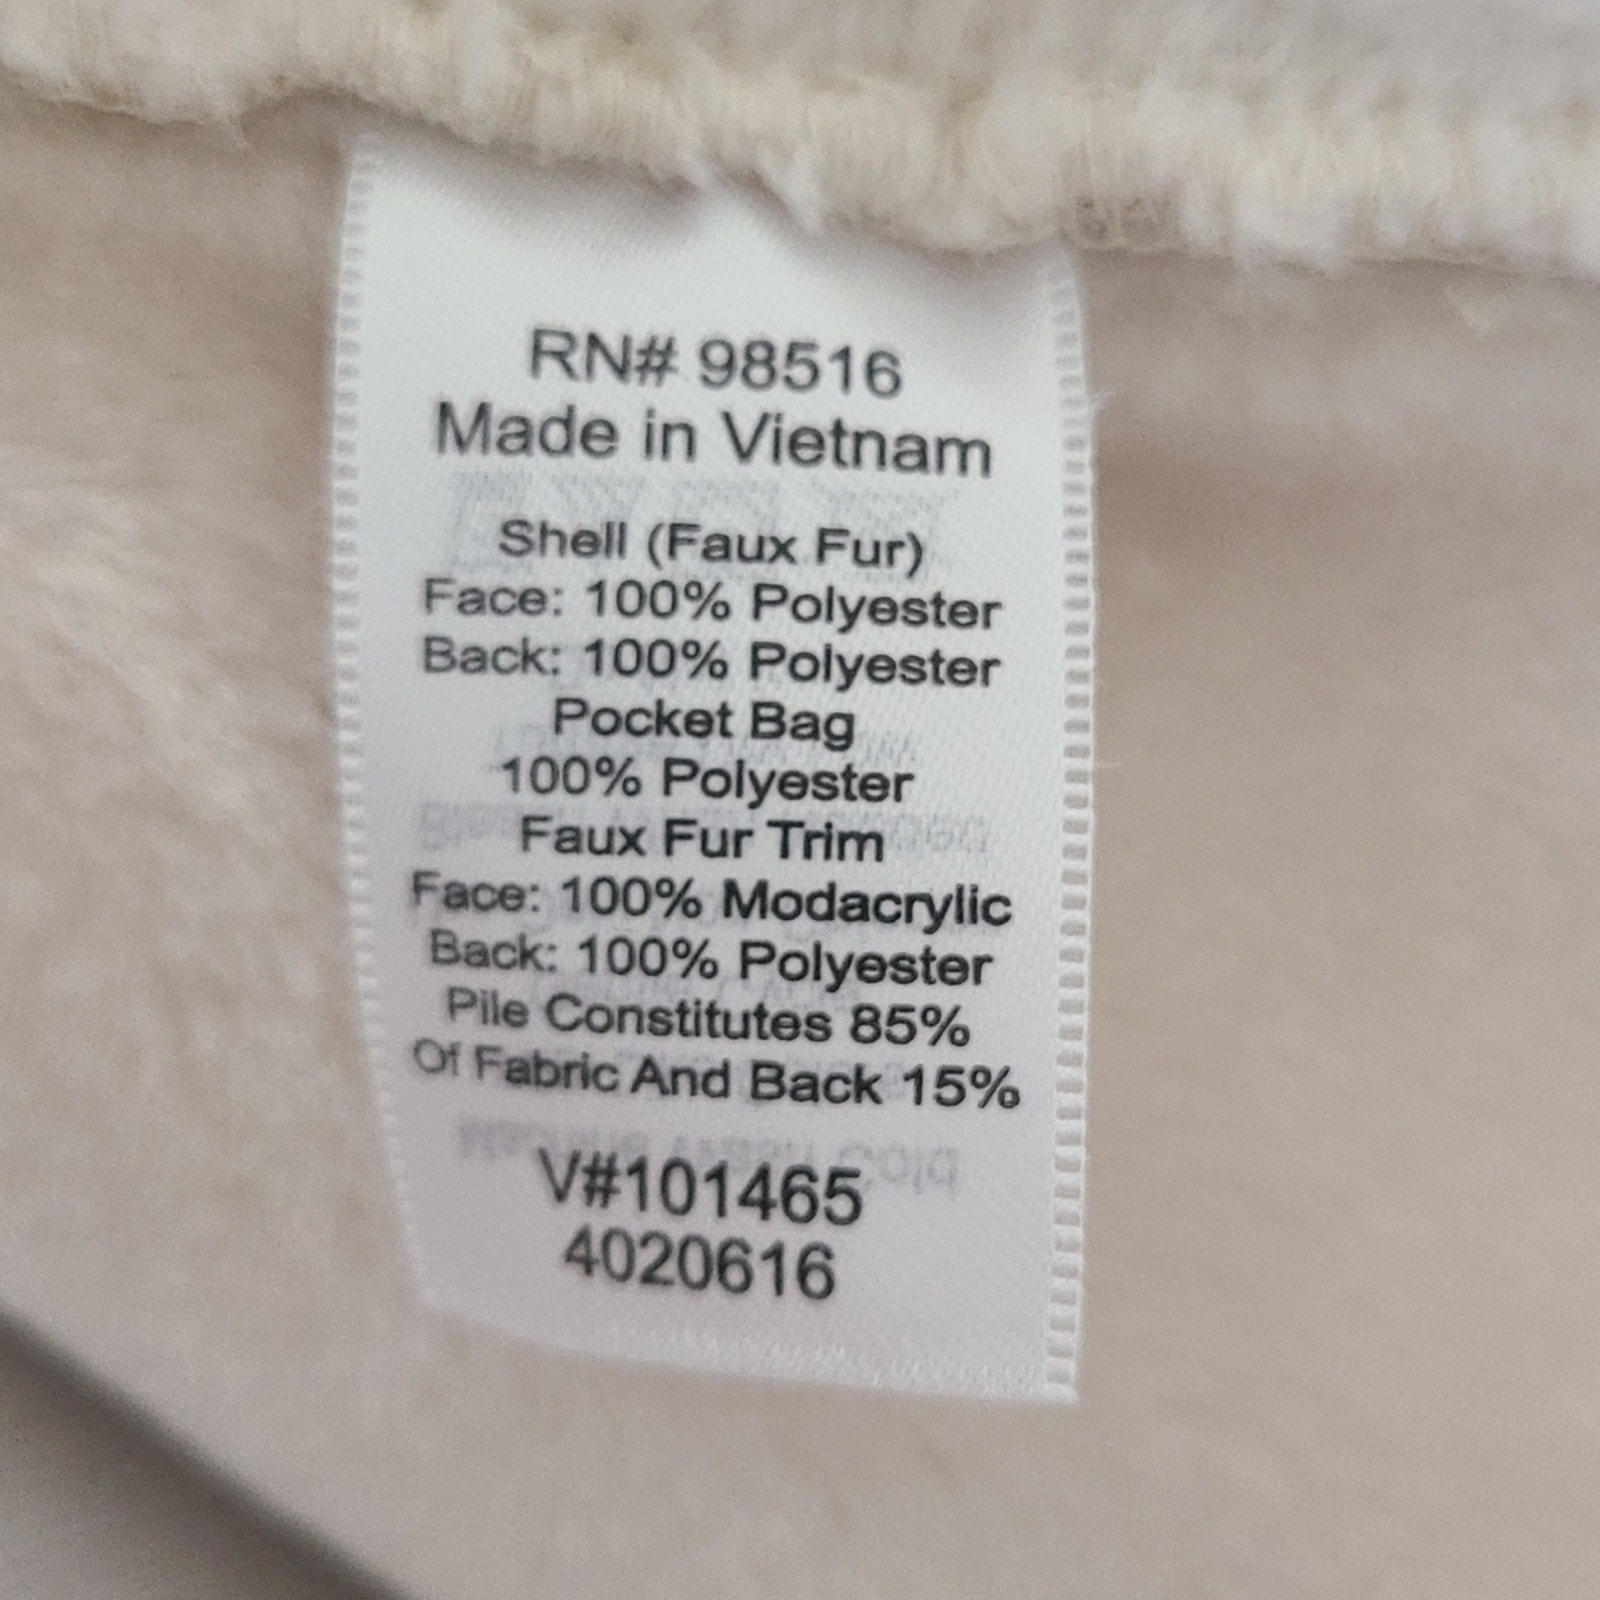 RN# 98516
Made in Vietnam
Shell (Faux Fur)
Face: 100% Polyester
Back: 100% Polyester
Pocket Bag
100% Polyester
Faux Fur Trim
Face: 100% Modacrylic
Back: 100% Polyester
Pile Constitutes 85%
Of Fabric And Back 15%
V#101465
4020616